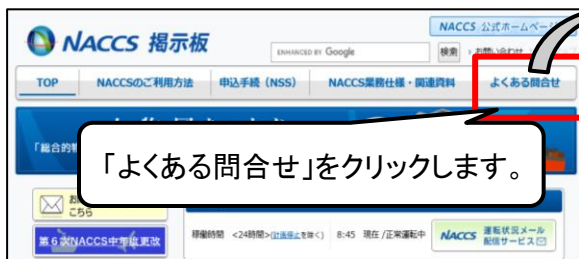 NACCS 掲示板
NACCS 公式ホームページ
ENHANCED BY Google
検索
お問い合わせ
TOP
NACCSのご利用方法
申込手続（NSS）
NACCS業務仕様・関連資料
よくある問合せ
「総合的物
「よくある問合せ」をクリックします。
こちら
第6次NACCS中年度更改
稼働時間 <24時間>(計画停止を除く) 8:45 現在 /正常運転中
NACCS 運転状況メール
配信サービス